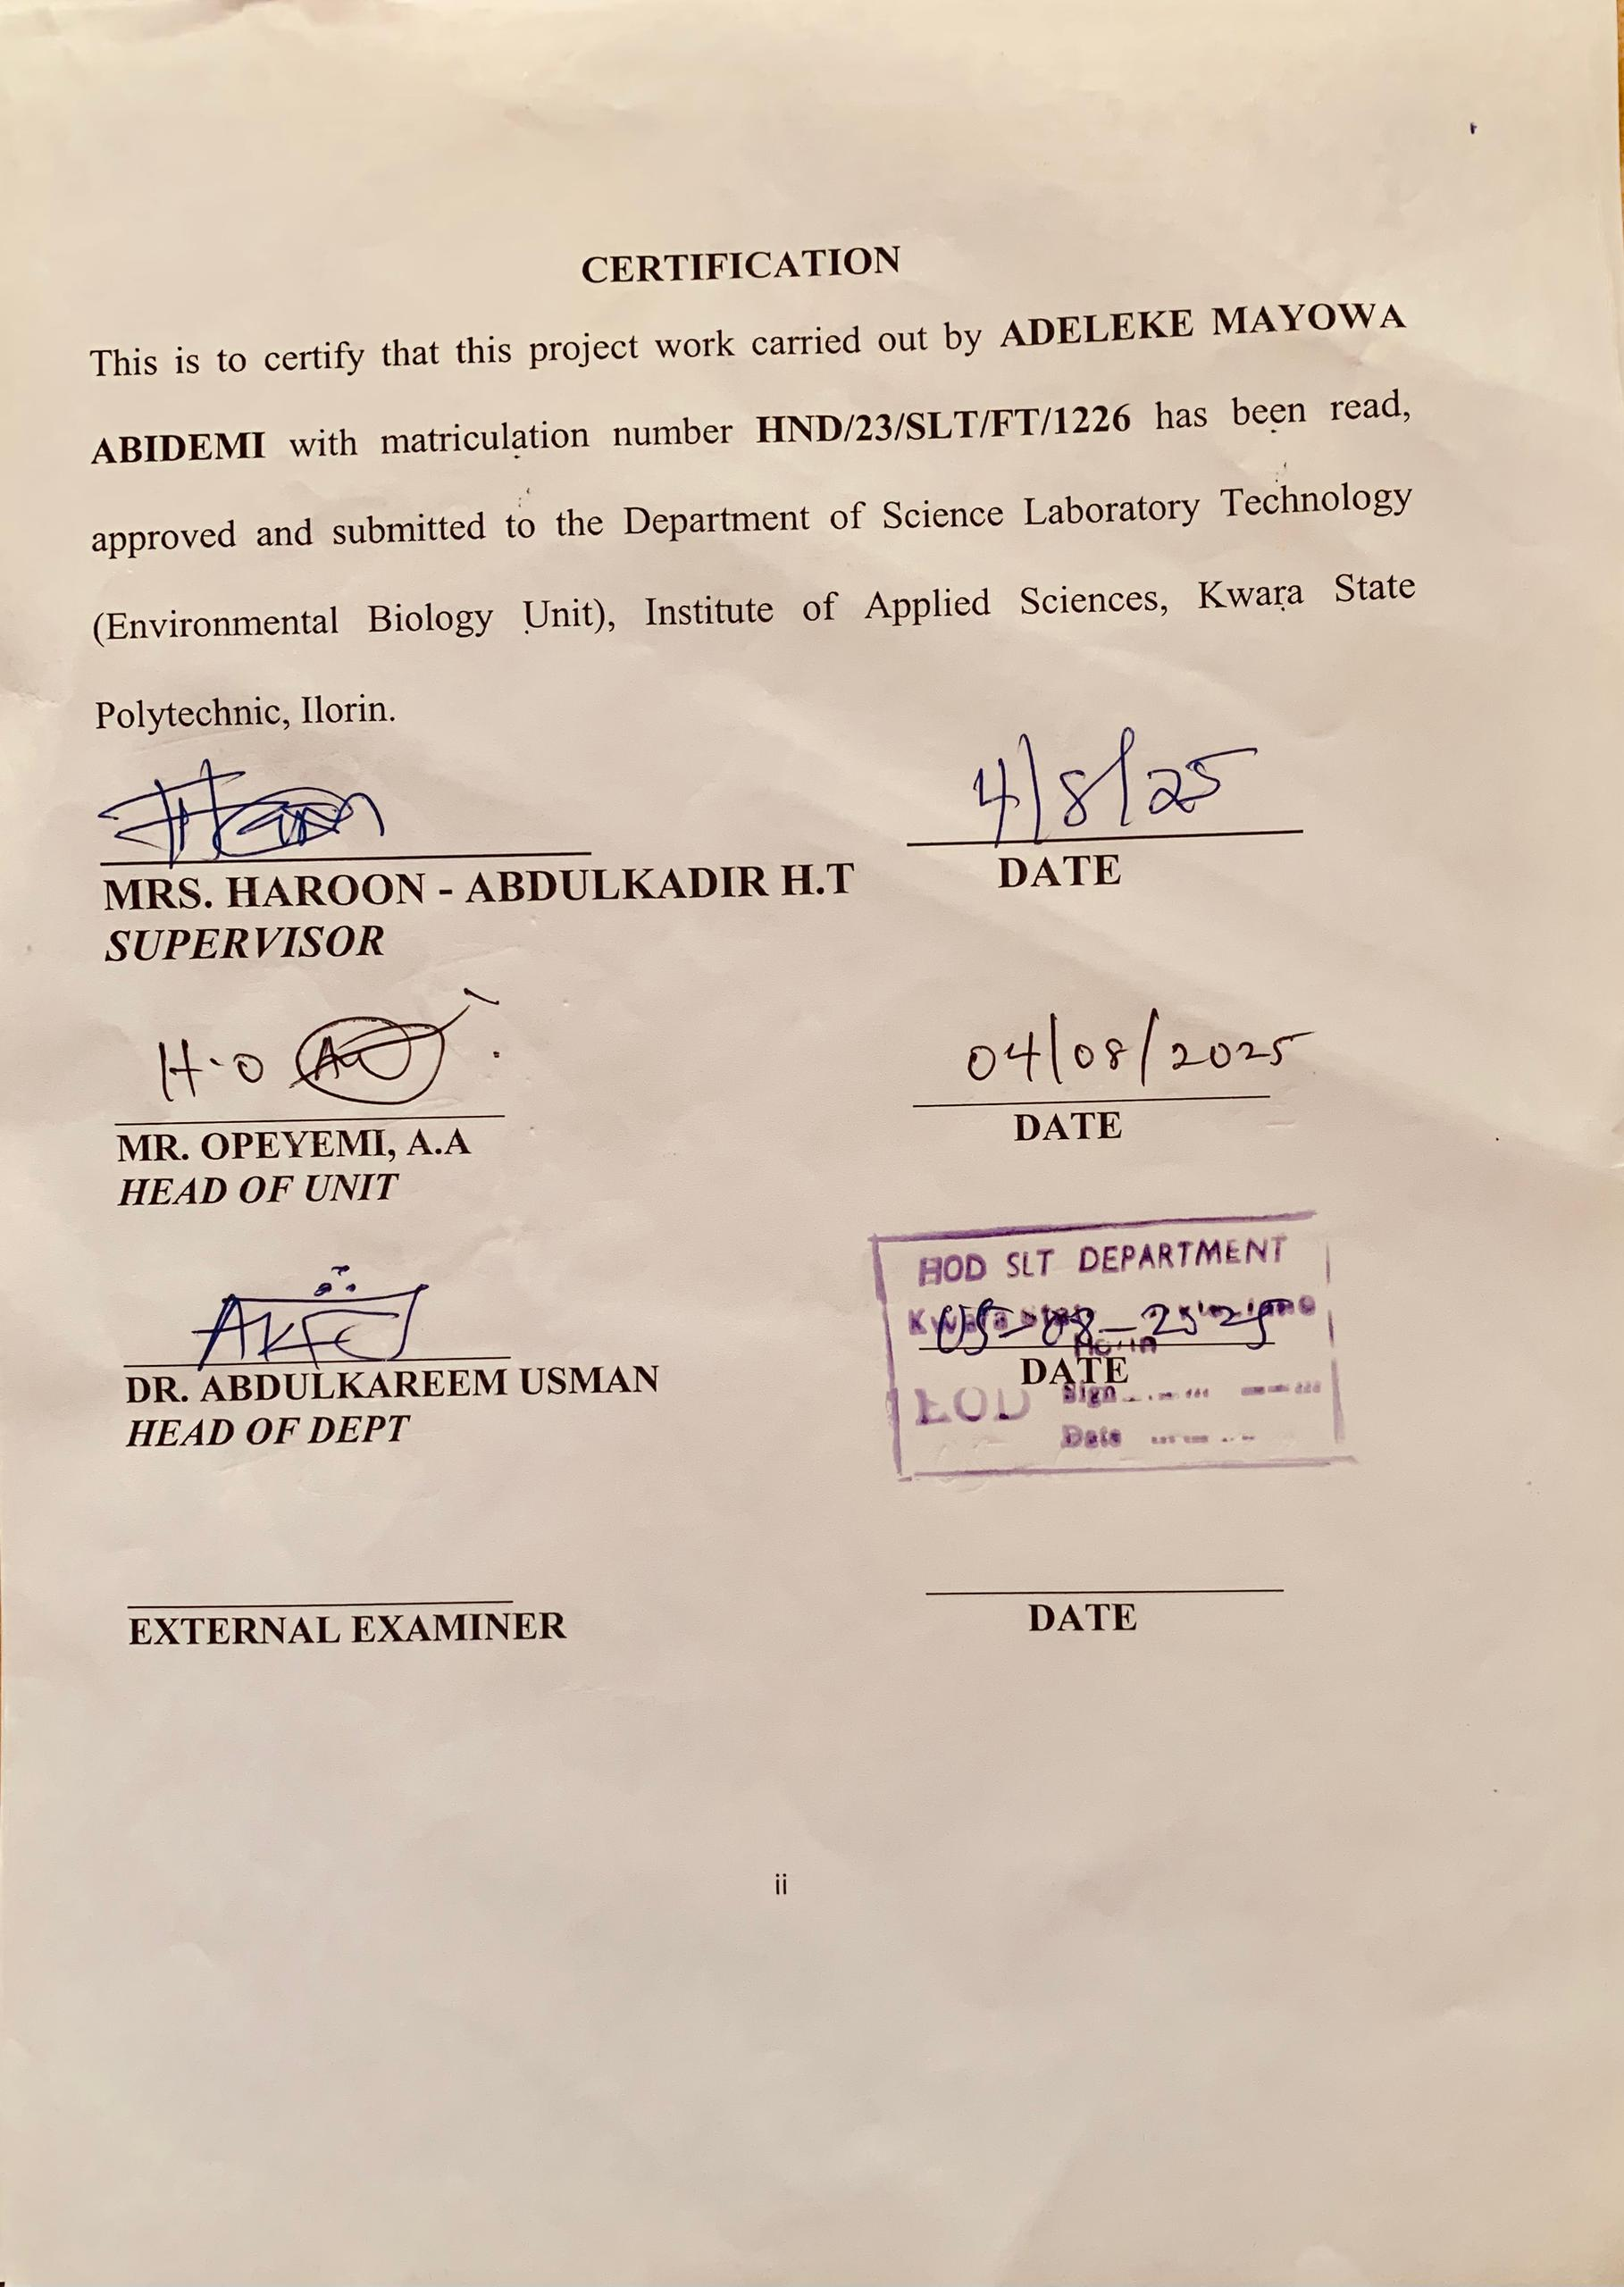 CERTIFICATION
This is to certify that this project work carried out by ADELEKE MAYOWA
ABIDEMI with matriculation number HND/23/SLT/FT/1226 has been read,
approved and submitted to the Department of Science Laboratory Technology
(Environmental Biology Unit), Institute of Applied Sciences, Kwara State
Polytechnic, Ilorin.
4/8/25
MRS. HAROON - ABDULKADIR H.T
DATE
SUPERVISOR
H.O
04/08/2025
MR. OPEYEMI, A.A
DATE
HEAD OF UNIT
HOD SLT DEPARTMENT
DR. ABDULKAREEM USMAN
DATE
HEAD OF DEPT
Sign
Date
EXTERNAL EXAMINER
DATE
ii